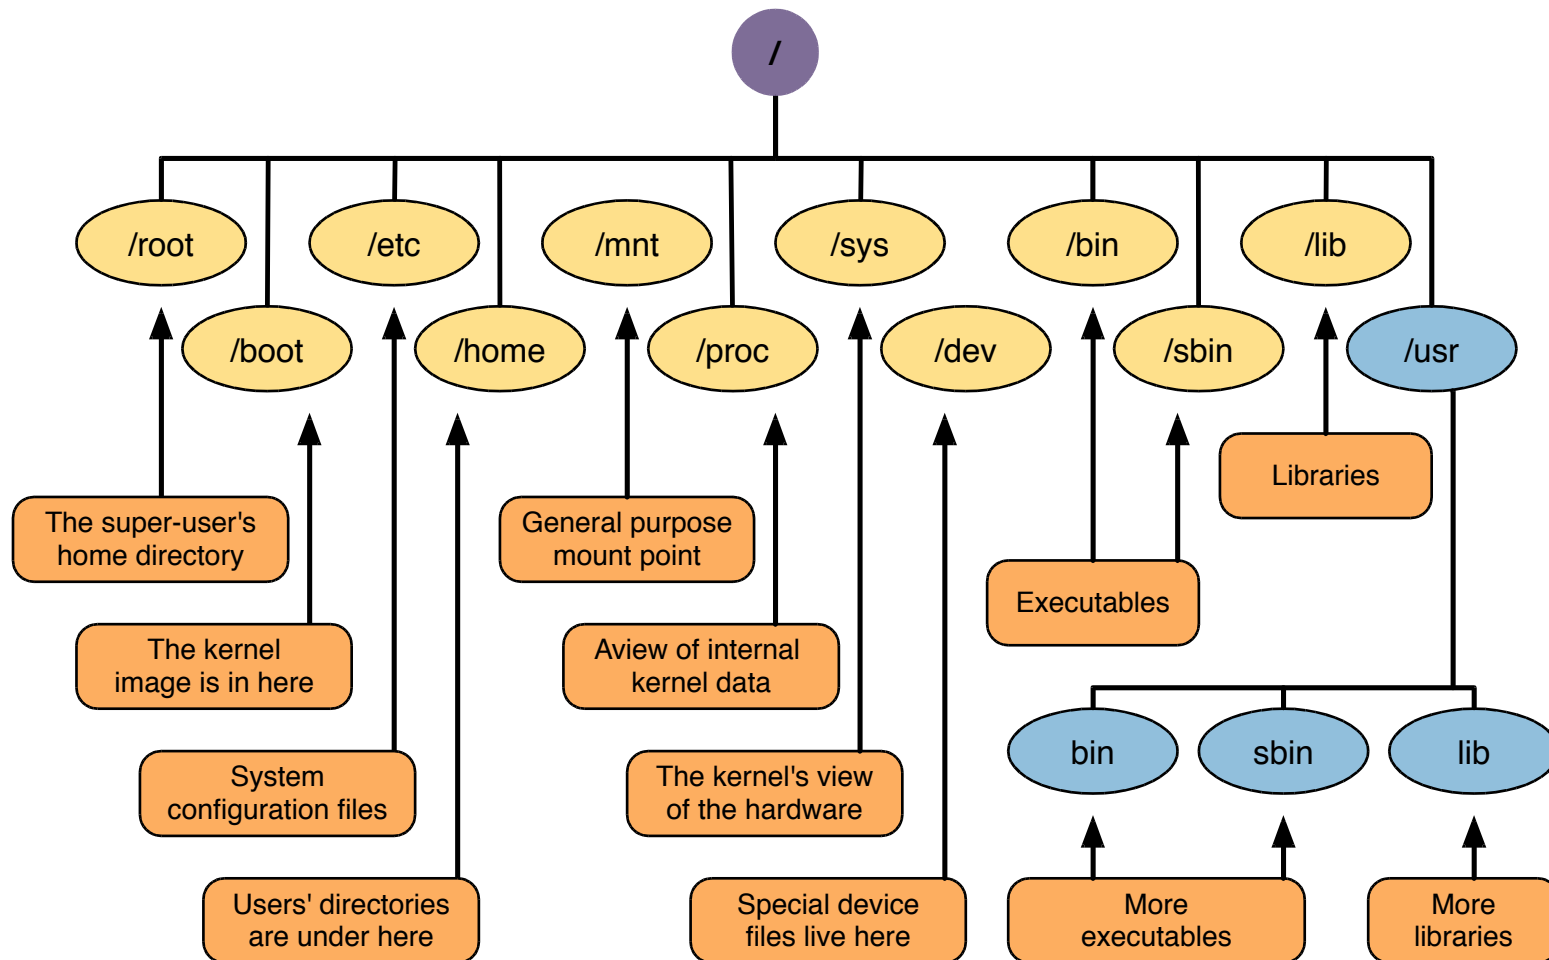 /
/root
/etc
/mnt
/sys
/bin
/lib
/boot
/home
/proc
/dev
/sbin
/usr
Libraries
The super-user's
home directory
General purpose
mount point
Executables
The kernel
image is in here
Aview of internal
kernel data
bin
sbin
lib
System
configuration files
The kernel's view
of the hardware
Users' directories
are under here
Special device
files live here
More
executables
More
libraries